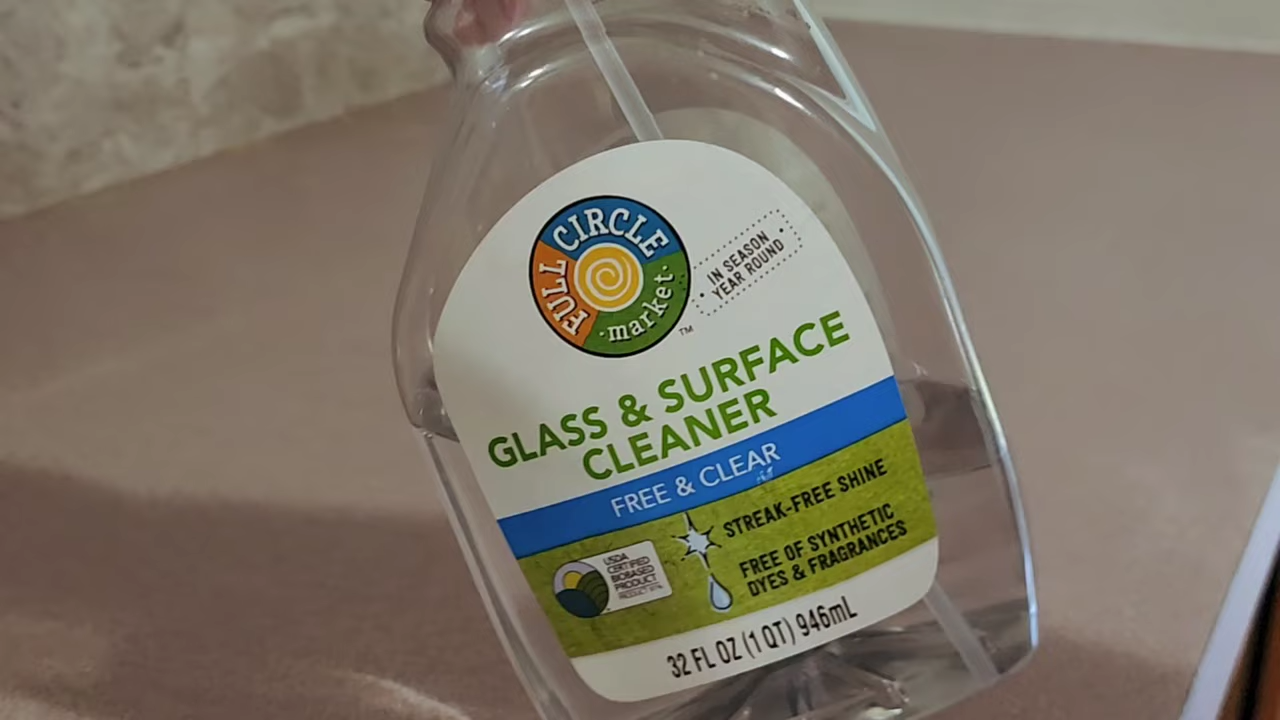 FULL CIRCLE
·market·
™
IN SEASON
YEAR ROUND
GLASS & SURFACE
CLEANER
FREE & CLEAR
STREAK-FREE SHINE
FREE OF SYNTHETIC
DYES & FRAGRANCES
USDA
CERTIFIED
BIOBASED
PRODUCT
32 FL OZ (1 QT) 946mL